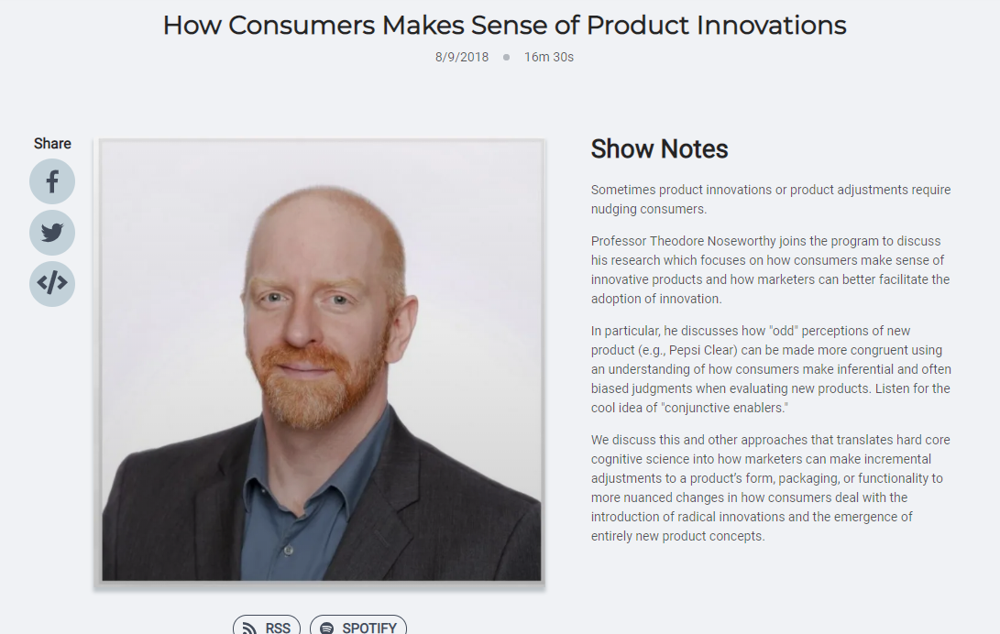 How Consumers Makes Sense of Product Innovations
8/9/2018 16m 30s
Share
Show Notes
Sometimes product innovations or product adjustments require
nudging consumers.
Professor Theodore Noseworthy joins the program to discuss
his research which focuses on how consumers make sense of
innovative products and how marketers can better facilitate the
adoption of innovation.
In particular, he discusses how "odd" perceptions of new
product (e.g., Pepsi Clear) can be made more congruent using
an understanding of how consumers make inferential and often
biased judgments when evaluating new products. Listen for the
cool idea of "conjunctive enablers."
We discuss this and other approaches that translates hard core
cognitive science into how marketers can make incremental
adjustments to a product's form, packaging, or functionality to
more nuanced changes in how consumers deal with the
introduction of radical innovations and the emergence of
entirely new product concepts.
RSS SPOTIFY